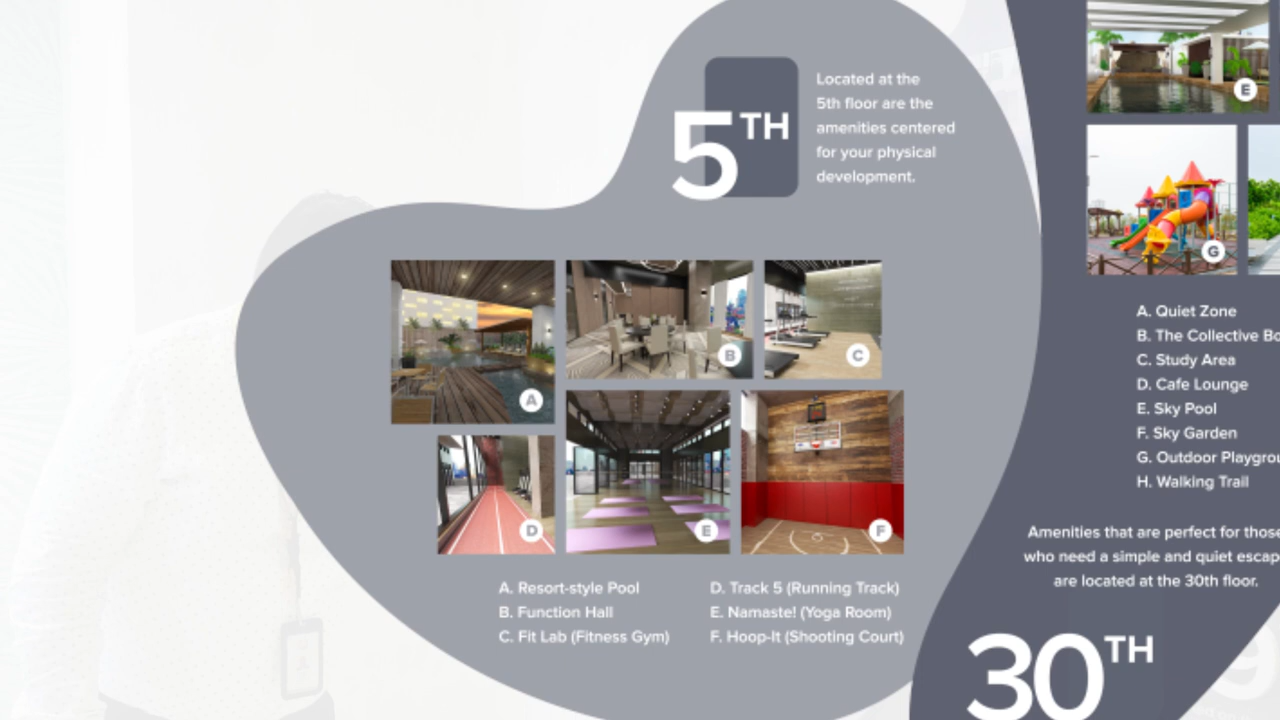 5TH
Located at the
5th floor are the
amenities centered
for your physical
development.
A
B
C
D
E
F
A. Resort-style Pool
B. Function Hall
C. Fit Lab (Fitness Gym)
D. Track 5 (Running Track)
E. Namaste! (Yoga Room)
F. Hoop-It (Shooting Court)
E
G
A. Quiet Zone
B. The Collective
C. Study Area
D. Cafe Lounge
E. Sky Pool
F. Sky Garden
G. Outdoor
H. Walking Trail
Amenities that are perfect for those
who need a simple and quiet
are located at the 30th floor.
30TH